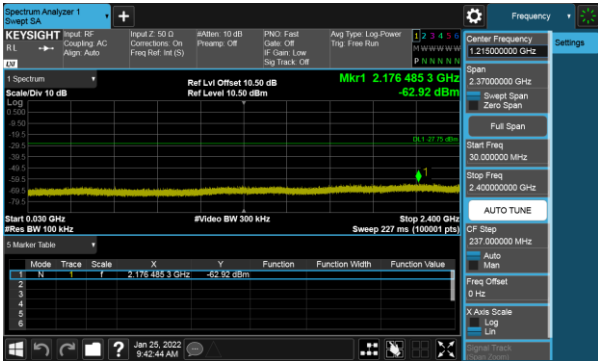 Spectrum Analyzer 1
Swept SA
Frequency
KEYSIGHT
Input: RF
Coupling: AC
Align: Auto
Input Z: 50 Ω
Corrections: On
Freq Ref: Int (S)
#Atten: 10 dB
Preamp: Off
PNO: Fast
Gate: Off
IF Gain: Low
Sig Track: Off
Avg Type: Log-Power
Trig: Free Run
1 2 3 4 5 6
M W W W W W
P N N N N N
RL
Center Frequency
1.215000000 GHz
Settings
Span
2.37000000 GHz
Swept Span
Zero Span
Full Span
Start Freq
30.000000 MHz
Stop Freq
2.400000000 GHz
AUTO TUNE
CF Step
237.000000 MHz
Auto
Man
Freq Offset
0 Hz
X Axis Scale
Log
Lin
Signal Track
(Span Zoom)
1 Spectrum
Scale/Div 10 dB
Ref Lvl Offset 10.50 dB
Ref Level 10.50 dBm
Mkr1 2.176 485 3 GHz
-62.92 dBm
Log
0.500
-9.50
-19.5
-29.5
-39.5
-49.5
-59.5
-69.5
-79.5
DL1 -27.75 dBm
1
Start 0.030 GHz
#Res BW 100 kHz
#Video BW 300 kHz
Stop 2.400 GHz
Sweep 227 ms (100001 pts)
5 Marker Table
Mode Trace Scale X Y Function Function Width Function Value
1 N 1 f 2.176 485 3 GHz -62.92 dBm
2
3
4
5
6
?
Jan 25, 2022
9:42:44 AM